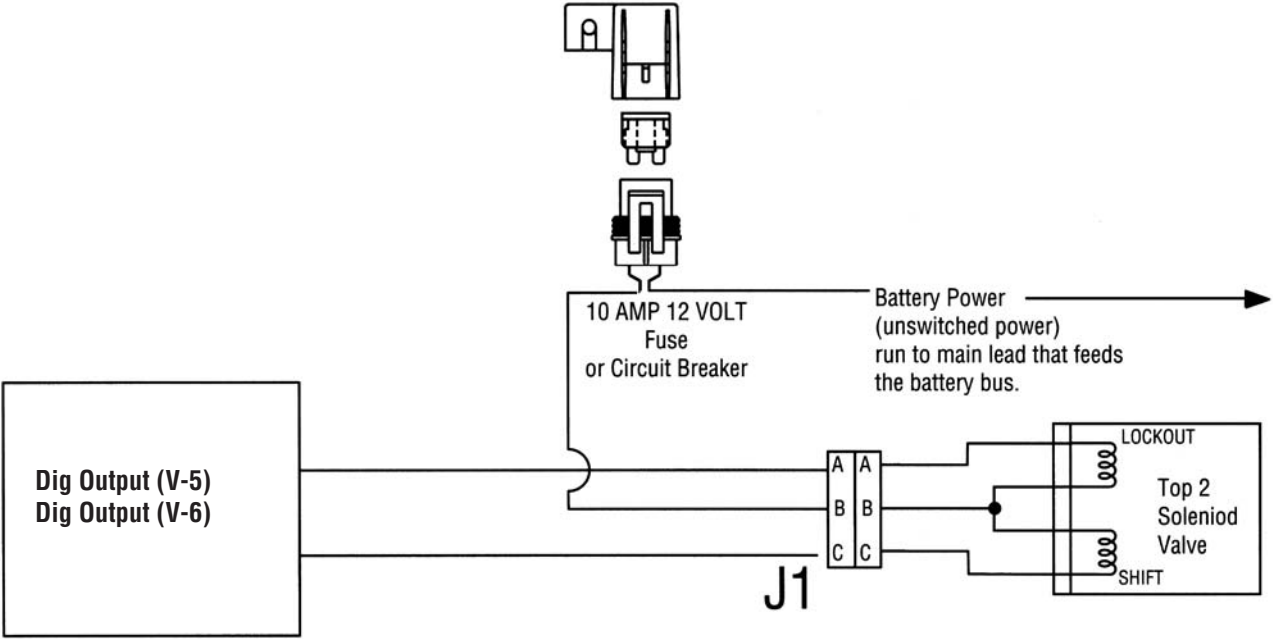 10 AMP 12 VOLT
Fuse
or Circuit Breaker
Battery Power
(unswitched power)
run to main lead that feeds
the battery bus.
Dig Output (V-5)
Dig Output (V-6)
A A
B B
C C
J1
LOCKOUT
Top 2
Soleniod
Valve
SHIFT